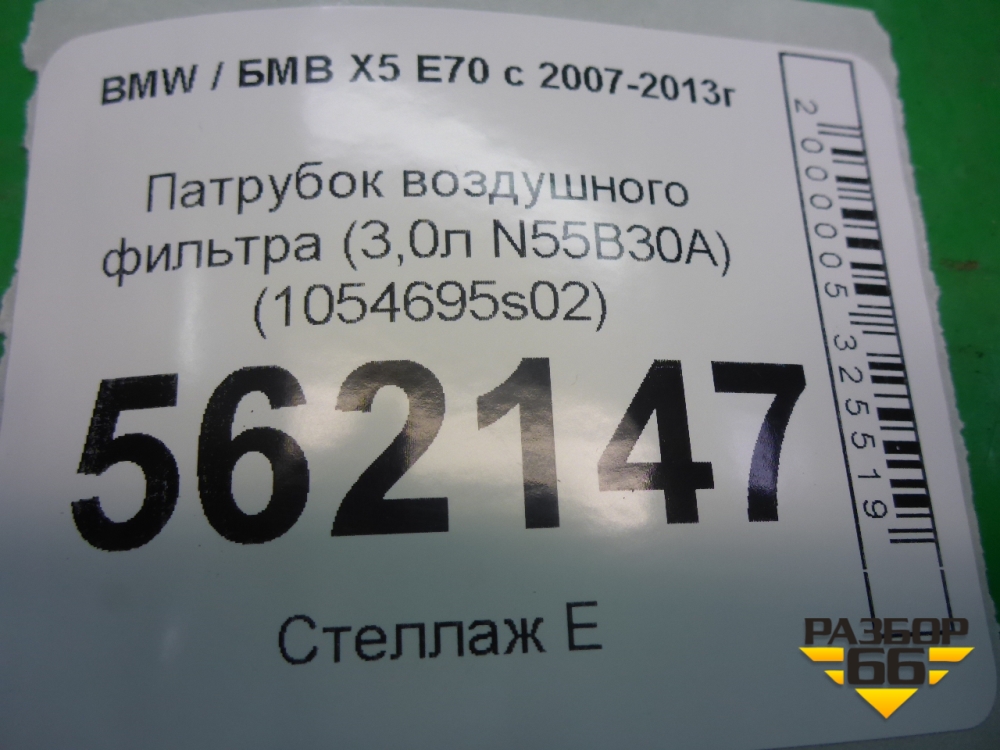 BMW / БМВ X5 E70 с 2007-2013г
Патрубок воздушного
фильтра (3,0л N55B30A)
(1054695s02)
562147
Стеллаж Е
2000005325519
РАЗБОР
66